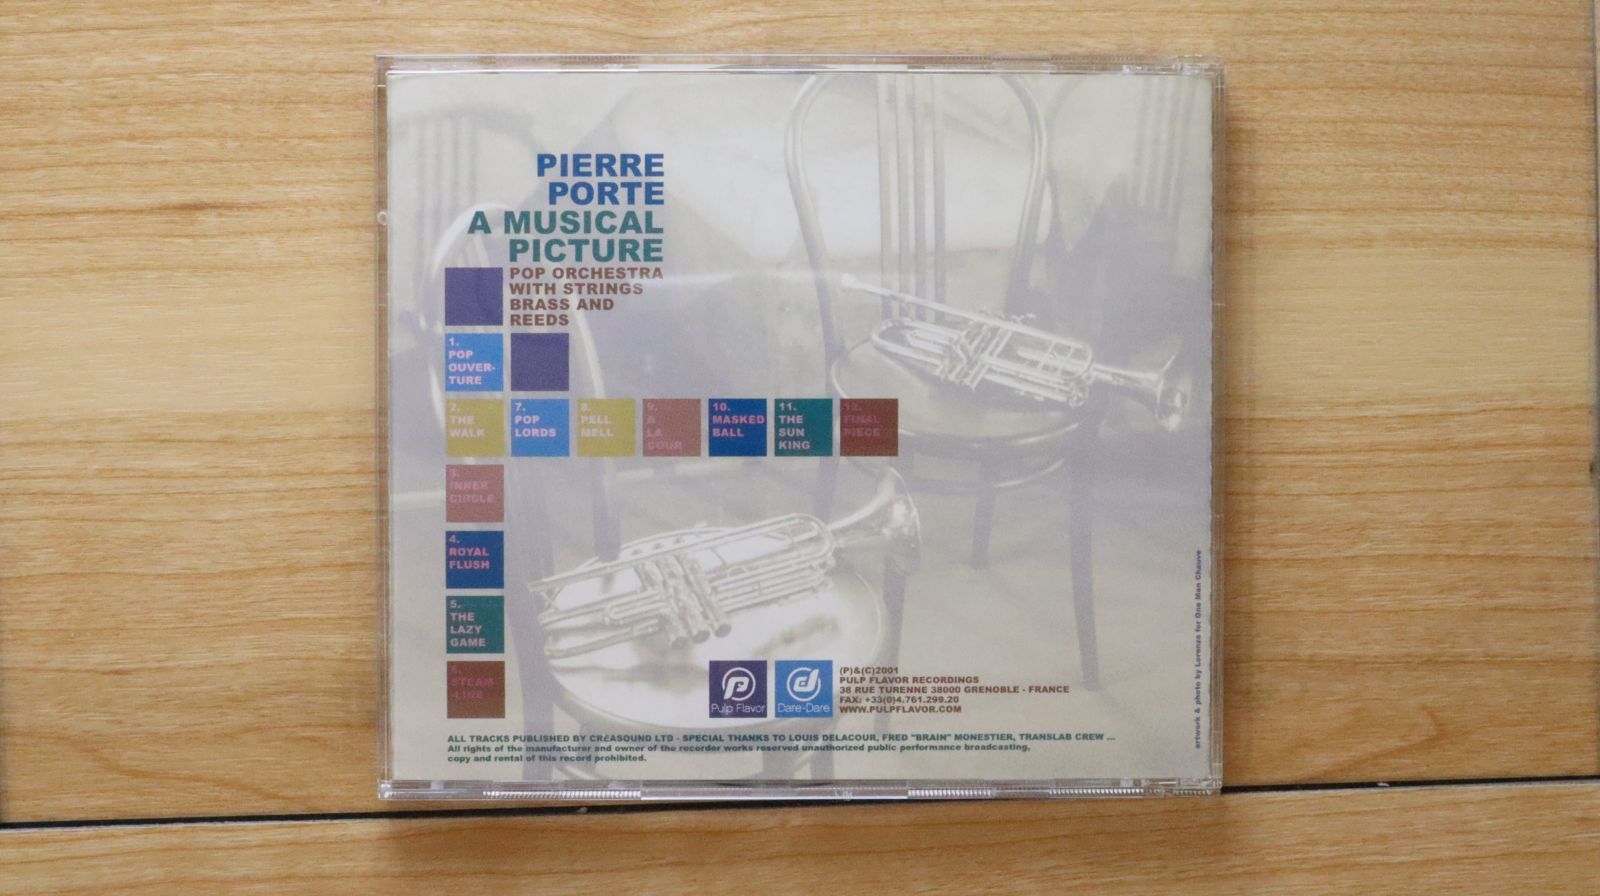 PIERRE
PORTE
A MUSICAL
PICTURE
POP ORCHESTRA
WITH STRINGS
BRASS AND
REEDS
1.
POP
OUVER-
TURE
2.
THE
WALK
7.
POP
LORDS
8.
PELL
MELL
9.
A
LA
COUR
10.
MASKED
BALL
11.
THE
SUN
KING
12.
FINAL
PIECE
3.
INNER
CIRCLE
4.
ROYAL
FLUSH
5.
THE
LAZY
GAME
6.
STEAM
LINE
Pulp Flavor
Dare-Dare
(P)&(C)2001
PULP FLAVOR RECORDINGS
38 RUE TURENNE 38000 GRENOBLE - FRANCE
FAX: +33(0)4.761.299.20
WWW.PULPFLAVOR.COM
ALL TRACKS PUBLISHED BY CREASOUND LTD - SPECIAL THANKS TO LOUIS DELACOUR, FRED "BRAIN" MONESTIER, TRANSLAB CREW ...
All rights of the manufacturer and owner of the recorder works reserved unauthorized public performance broadcasting,
copy and rental of this record prohibited.
artwork & photo by Lorenzo for One Man Chauve